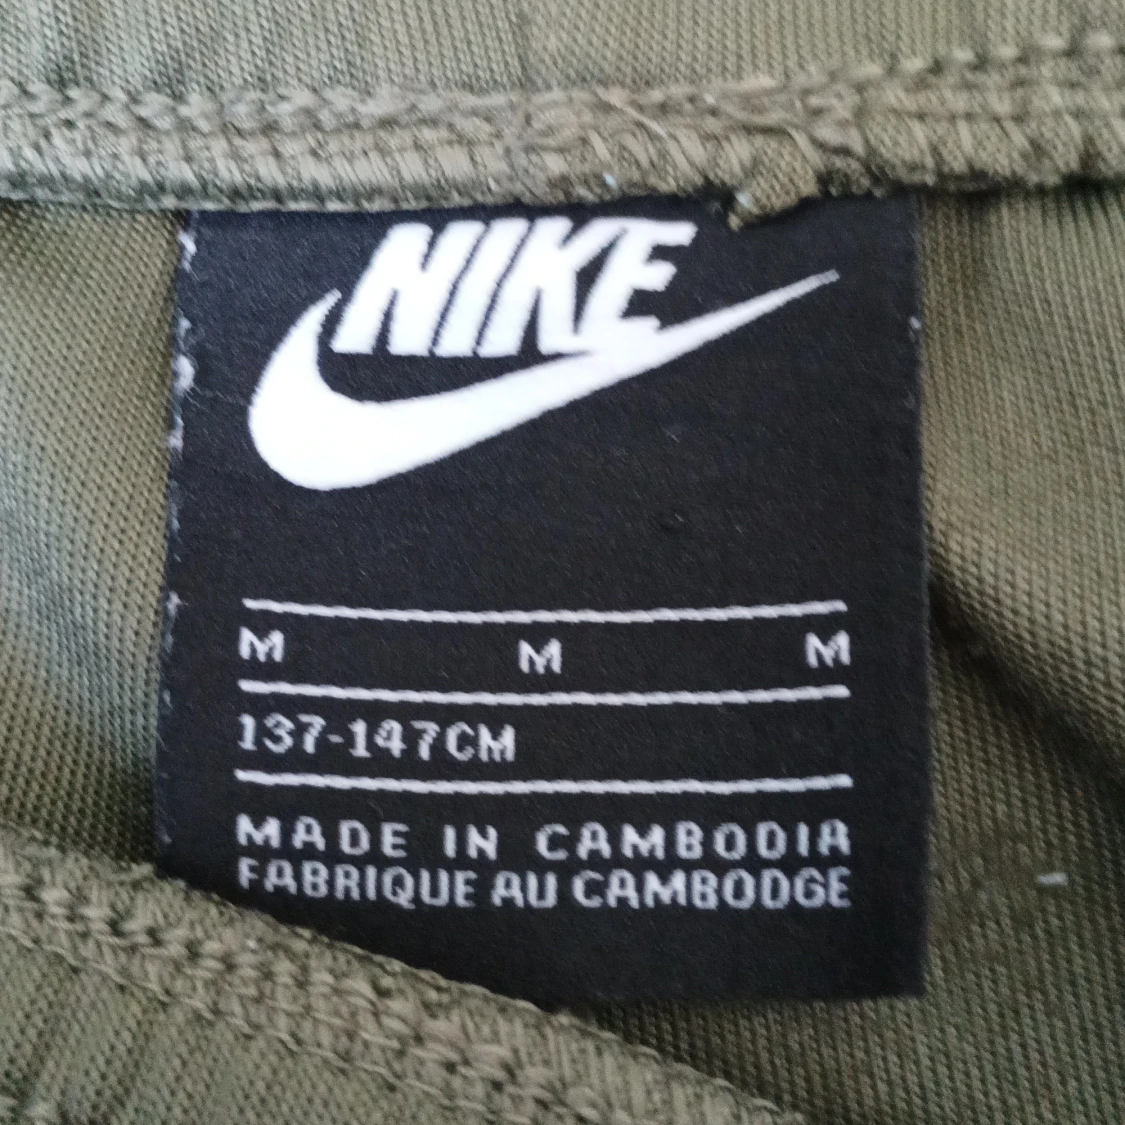 NIKE
M M M
137-147CM
MADE IN CAMBODIA
FABRIQUE AU CAMBODGE